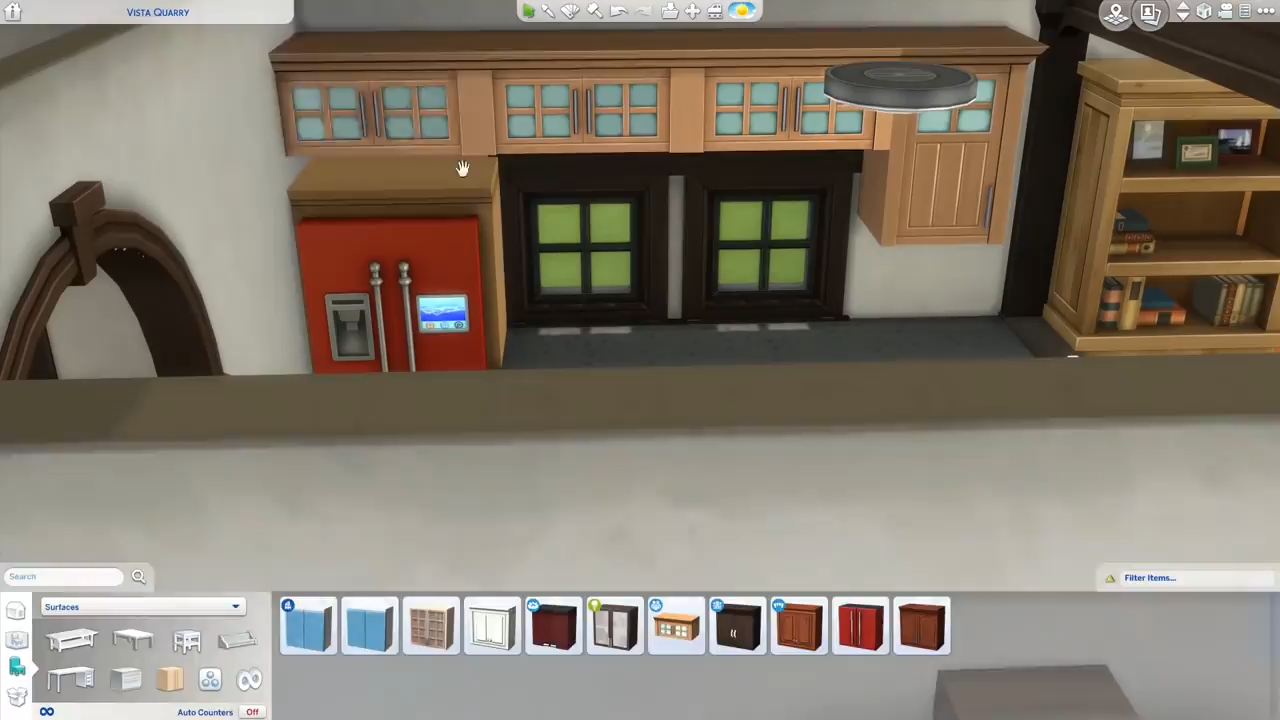 Vista Quarry
Search
Filter Items...
Surfaces
Auto Counters
Off